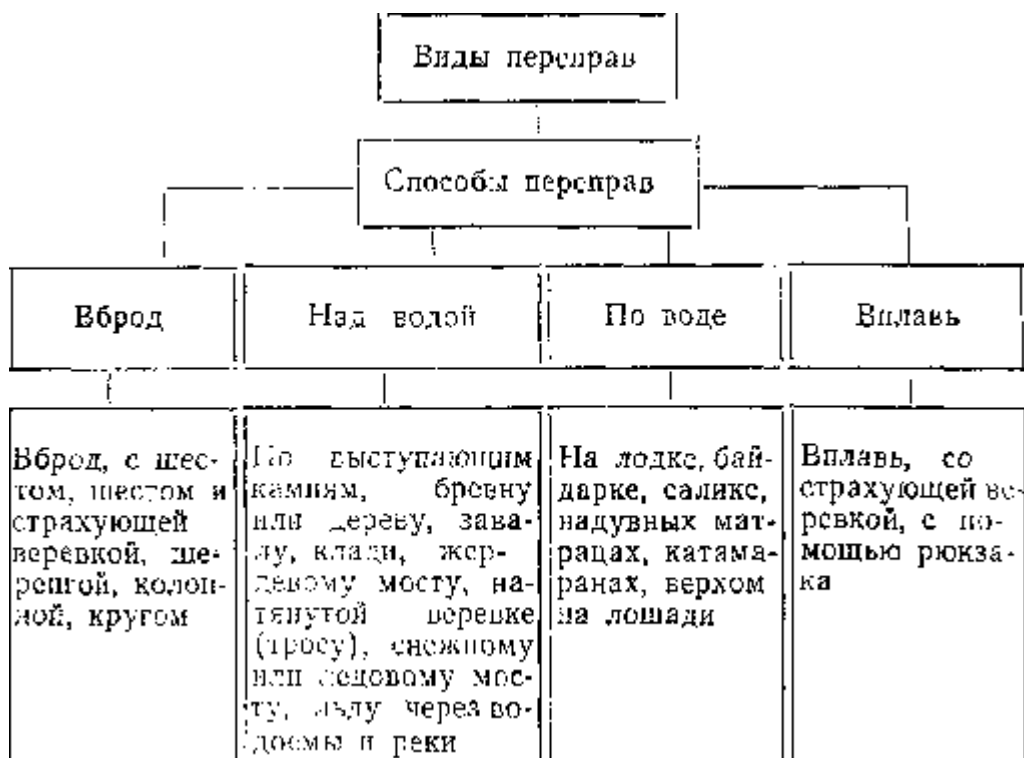 Виды переправ
Способы переправ
Вброд
Над водой
По воде
Вплавь
Вброд, с шес-
том, шестом и
страхующей
веревкой, ше-
ренгой, колон-
ной, кругом
По выступающим
камням, бревну
или дереву, зава-
лу, клади, жер-
девому мосту, на-
тянутой веревке
(тросу), снежному
или ледовому мос-
ту, льду через во-
доемы и реки
На лодке, бай-
дарке, салике,
надувных мат-
рацах, катама-
ранах, верхом
на лошади
Вплавь, со
страхующей ве-
ревкой, с по-
мощью рюкза-
ка